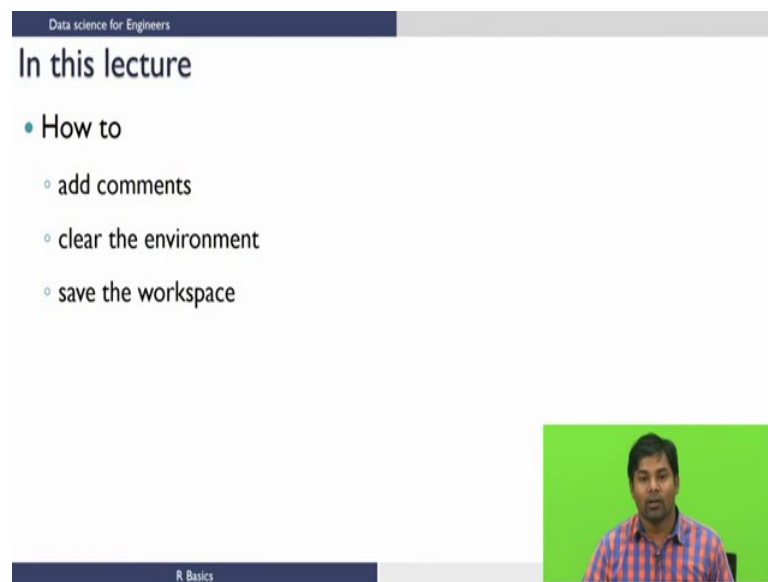 Data science for Engineers
In this lecture
• How to
◦ add comments
◦ clear the environment
◦ save the workspace
R Basics